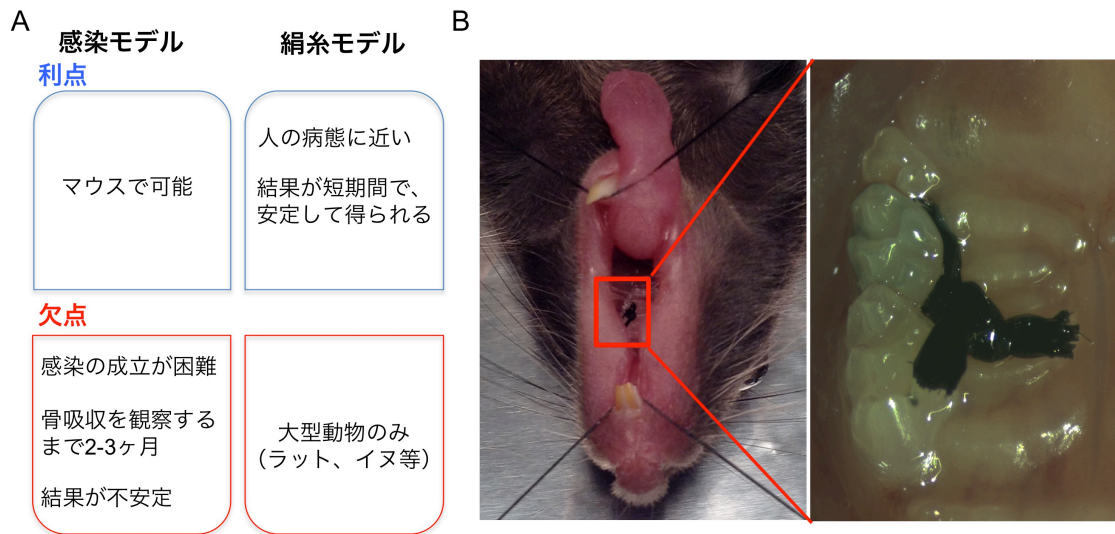 A
感染モデル
絹糸モデル
利点
マウスで可能
人の病態に近い
結果が短期間で、
安定して得られる
欠点
感染の成立が困難
骨吸収を観察する
まで2-3ヶ月
結果が不安定
大型動物のみ
（ラット、イヌ等）
B